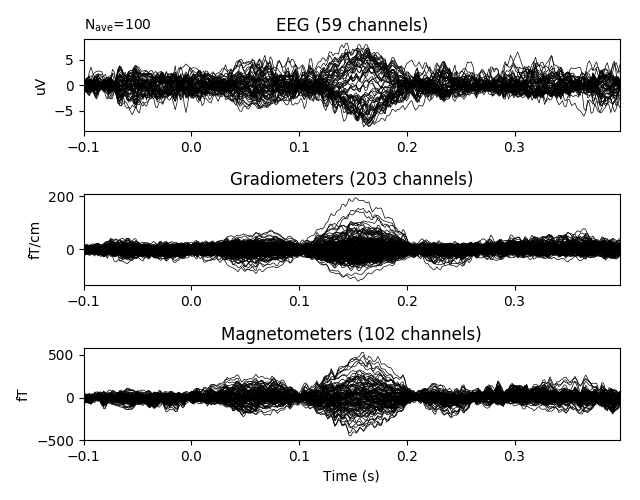 Nave=100
EEG (59 channels)
5
0
−5
uV
−0.1 0.0 0.1 0.2 0.3
Gradiometers (203 channels)
200
0
fT/cm
−0.1 0.0 0.1 0.2 0.3
Magnetometers (102 channels)
500
0
−500
fT
−0.1 0.0 0.1 0.2 0.3
Time (s)